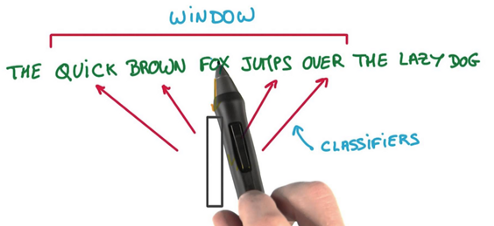 WINDOW
THE QUICK BROWN FOX JUMPS OVER THE LAZY DOG
CLASSIFIERS